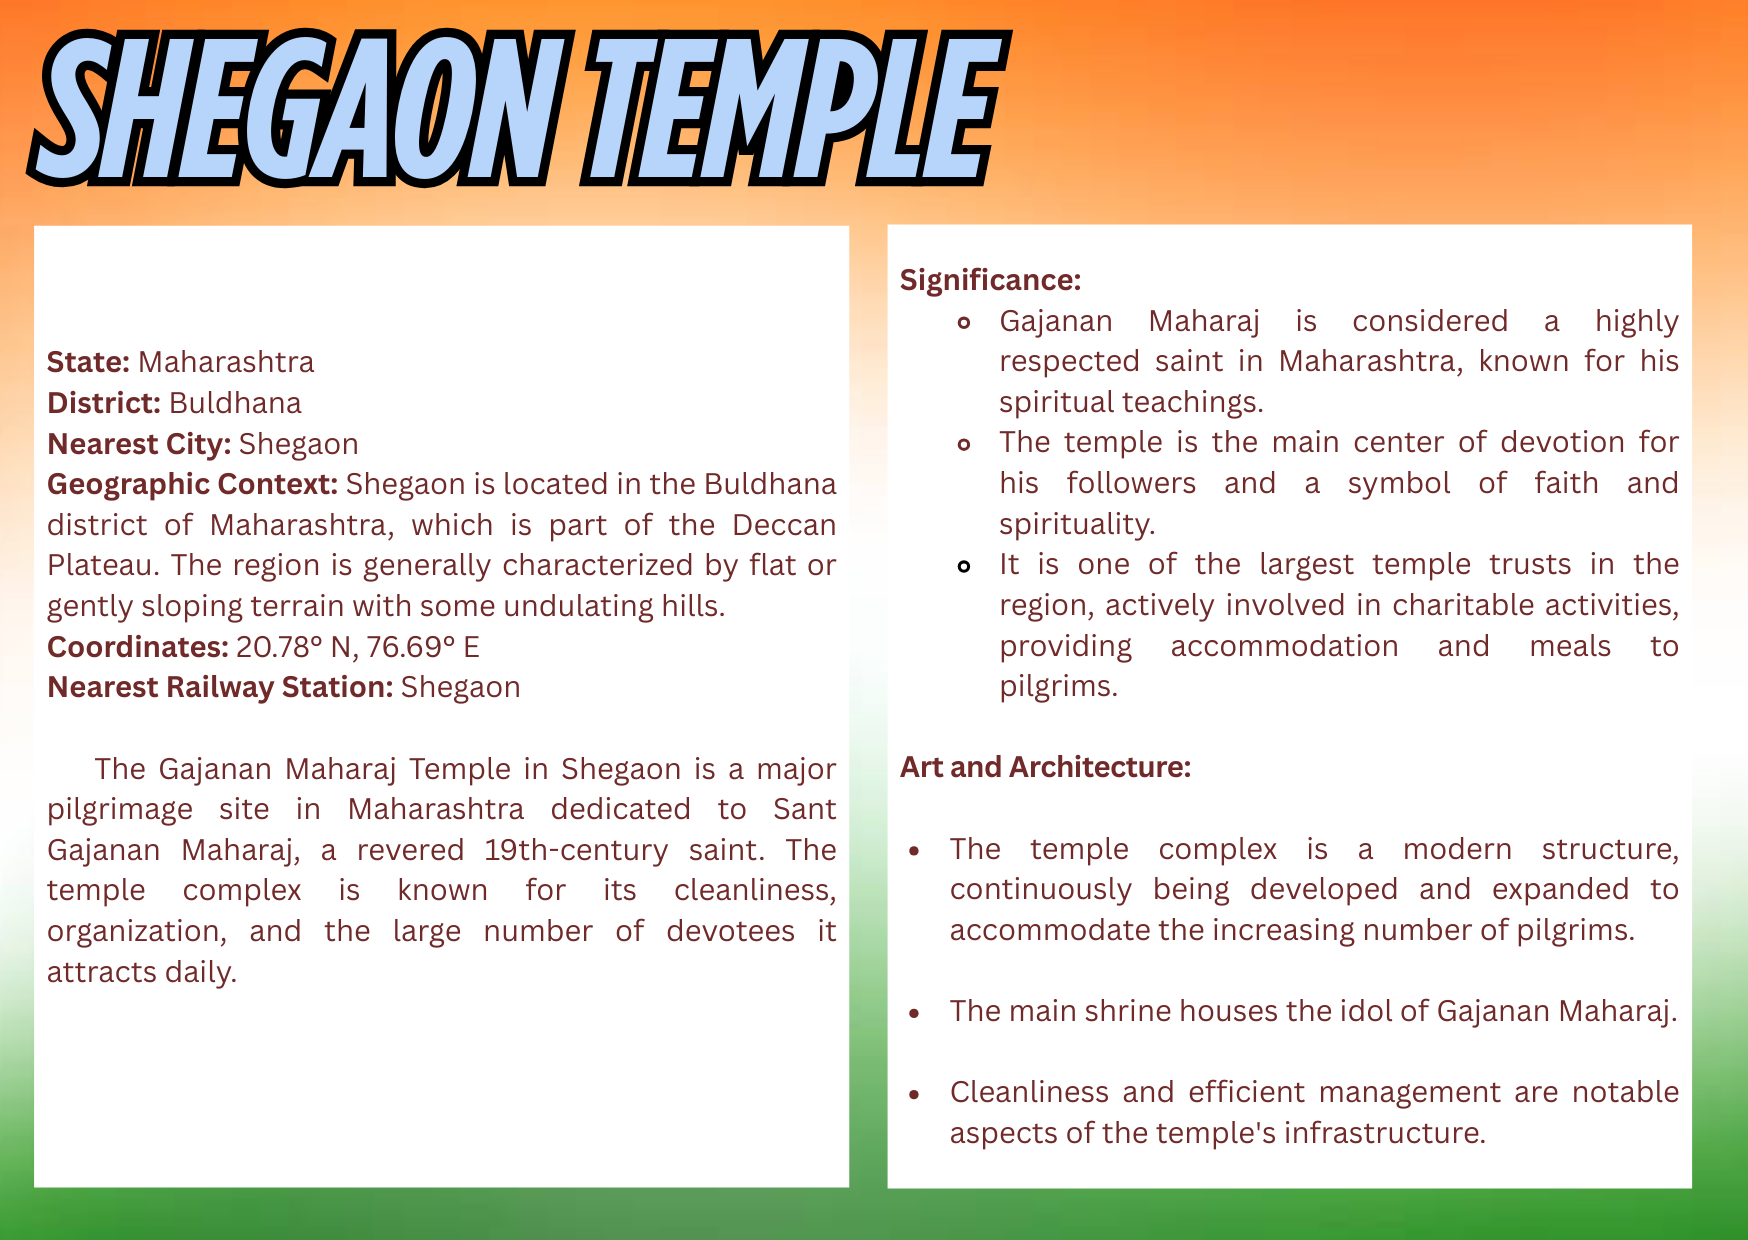 SHEGAON TEMPLE
State: Maharashtra
District: Buldhana
Nearest City: Shegaon
Geographic Context: Shegaon is located in the Buldhana
district of Maharashtra, which is part of the Deccan
Plateau. The region is generally characterized by flat or
gently sloping terrain with some undulating hills.
Coordinates: 20.78° N, 76.69° E
Nearest Railway Station: Shegaon
The Gajanan Maharaj Temple in Shegaon is a major
pilgrimage site in Maharashtra dedicated to Sant
Gajanan Maharaj, a revered 19th-century saint. The
temple complex is known for its cleanliness,
organization, and the large number of devotees it
attracts daily.
Significance:
Gajanan Maharaj is considered a highly
respected saint in Maharashtra, known for his
spiritual teachings.
The temple is the main center of devotion for
his followers and a symbol of faith and
spirituality.
It is one of the largest temple trusts in the
region, actively involved in charitable activities,
providing accommodation and meals to
pilgrims.
Art and Architecture:
• The temple complex is a modern structure,
continuously being developed and expanded to
accommodate the increasing number of pilgrims.
• The main shrine houses the idol of Gajanan Maharaj.
• Cleanliness and efficient management are notable
aspects of the temple's infrastructure.